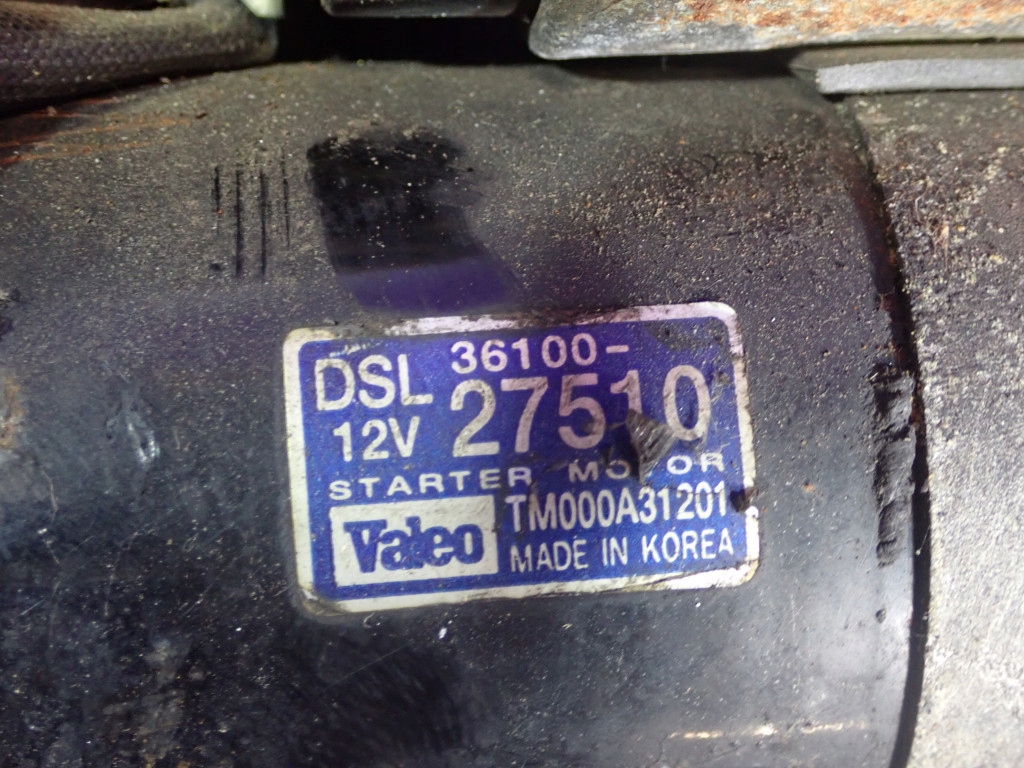 DSL 36100-
12V 27510
STARTER MOTOR
Valeo TM000A31201
MADE IN KOREA